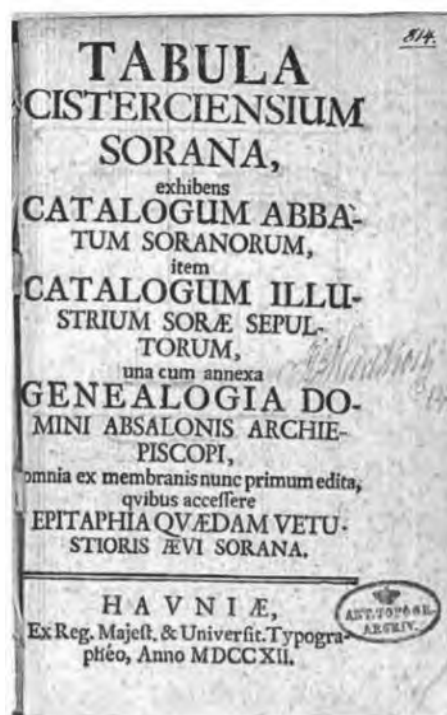 814.
TABULA
CISTERCIENSIUM
SORANA,
exhibens
CATALOGUM ABBA-
TUM SORANORUM,
item
CATALOGUM ILLU-
STRIUM SORÆ SEPUL-
TORUM,
una cum annexa
GENEALOGIA DO-
MINI ABSALONIS ARCHIE-
PISCOPI,
omnia ex membranis nunc primum edita,
qvibus accessere
EPITAPHIA QVÆDAM VETU-
STIORIS ÆVI SORANA.
HAVNIÆ,
Ex Reg. Majeſt. & Univerſit. Typogra-
phéo, Anno MDCCXII.
ANT. TOPOGR.
ARCHIV.